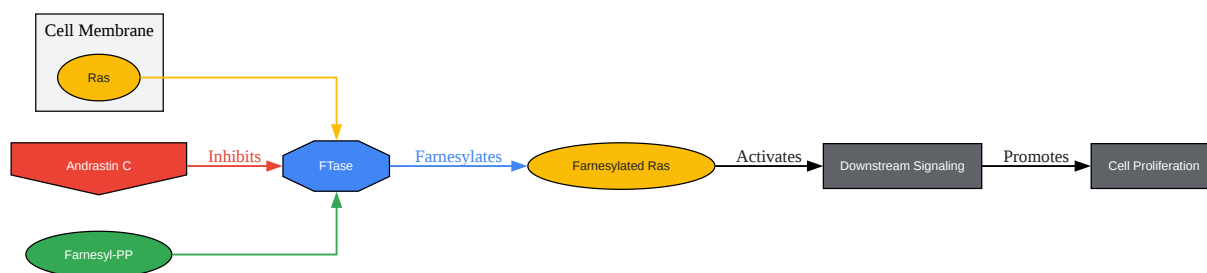 Cell Membrane
Ras
Andrastin C
Inhibits
FTase
Farnesylates
Farnesylated Ras
Activates
Downstream Signaling
Promotes
Cell Proliferation
Farnesyl-PP